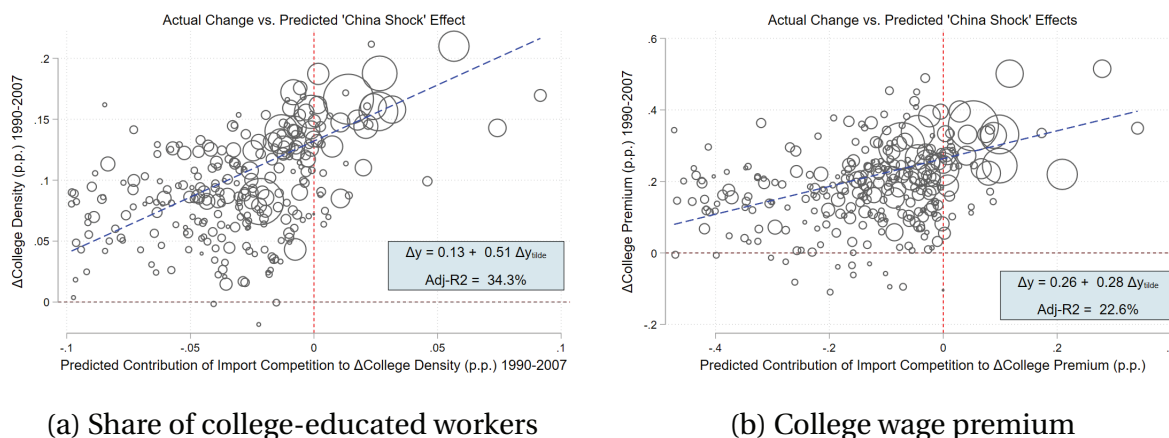 Actual Change vs. Predicted 'China Shock' Effect
ΔCollege Density (p.p.) 1990-2007
.2
.15
.1
.05
0
Δy = 0.13 + 0.51 Δytilde
Adj-R2 = 34.3%
-.1
-.05
0
.05
.1
Predicted Contribution of Import Competition to ΔCollege Density (p.p.) 1990-2007
(a) Share of college-educated workers
Actual Change vs. Predicted 'China Shock' Effects
ΔCollege Premium (p.p.) 1990-2007
.6
.4
.2
0
-.2
Δy = 0.26 + 0.28 Δytilde
Adj-R2 = 22.6%
-.4
-.2
0
.2
Predicted Contribution of Import Competition to ΔCollege Premium (p.p.)
(b) College wage premium